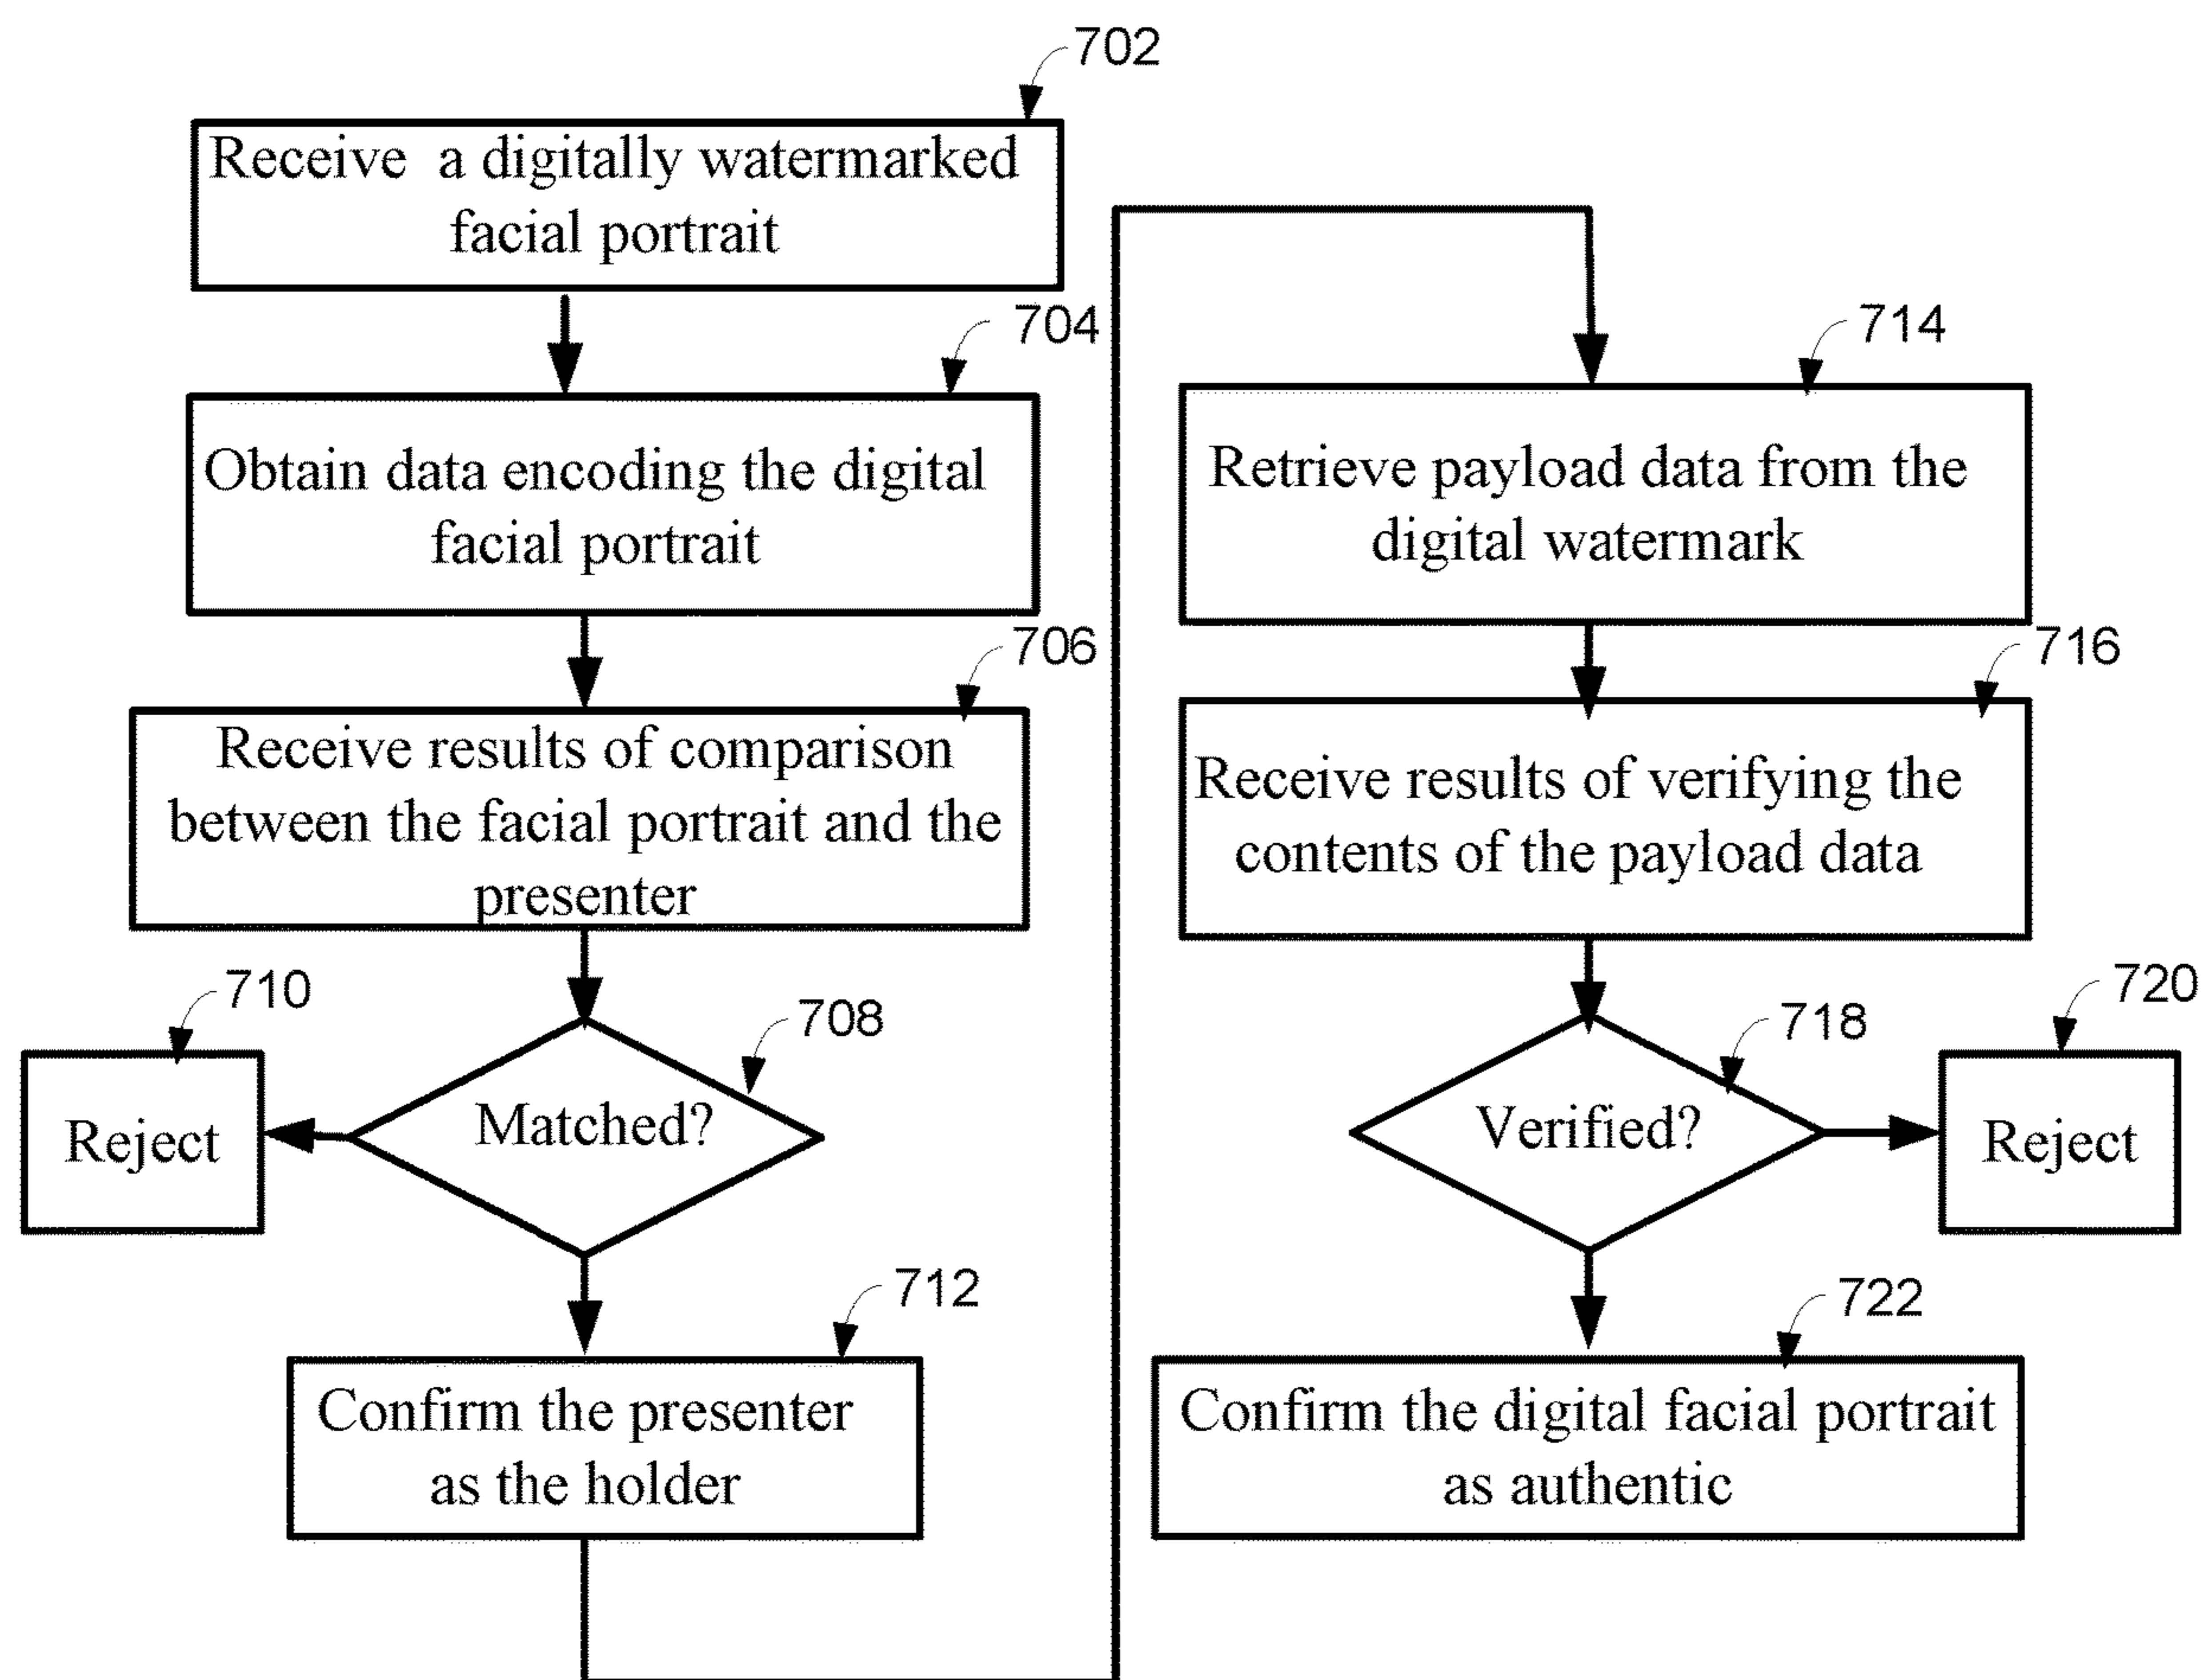 702
Receive a digitally watermarked
facial portrait
704
Obtain data encoding the digital
facial portrait
706
Receive results of comparison
between the facial portrait and the
presenter
710
708
Reject
Matched?
712
Confirm the presenter
as the holder
714
Retrieve payload data from the
digital watermark
716
Receive results of verifying the
contents of the payload data
718
720
Verified?
Reject
722
Confirm the digital facial portrait
as authentic